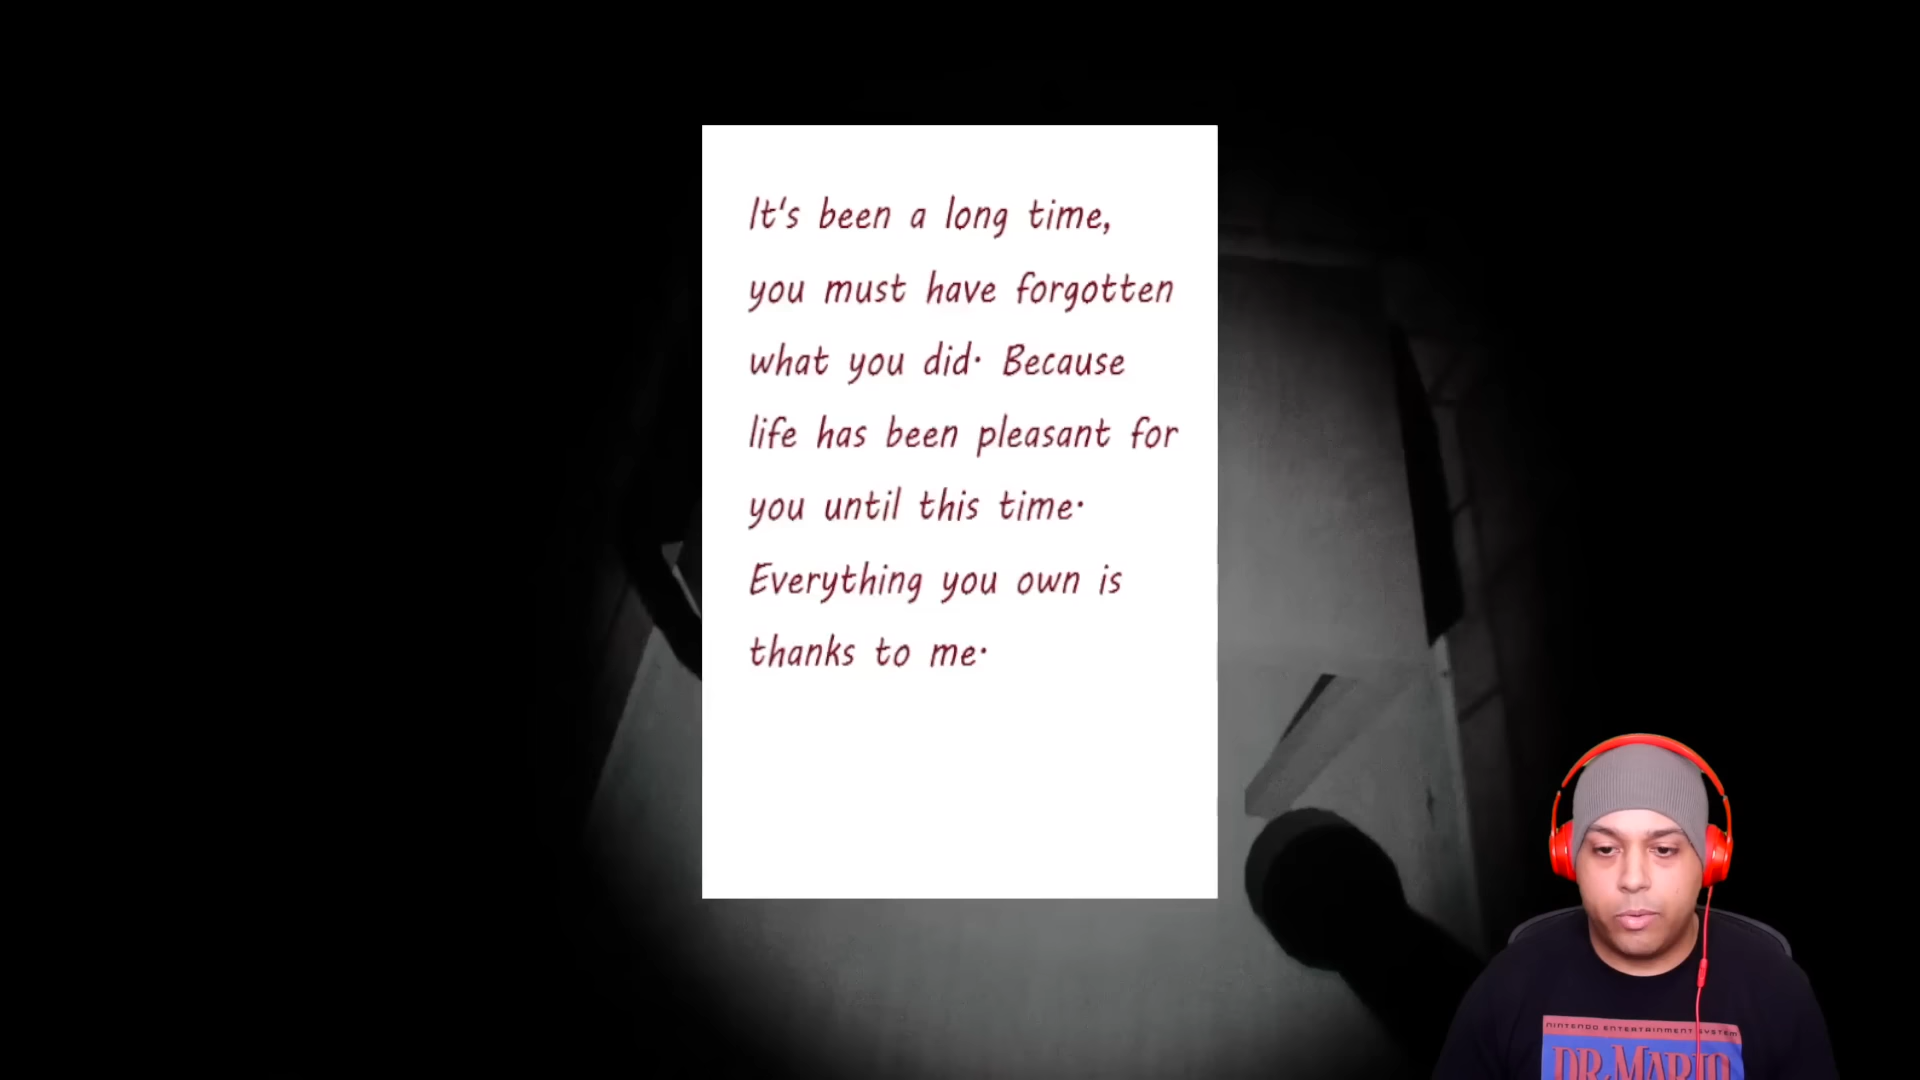 It's been a long time,
you must have forgotten
what you did. Because
life has been pleasant for
you until this time.
Everything you own is
thanks to me.
NINTENDO ENTERTAINMENT SYSTEM
DR. MARIO